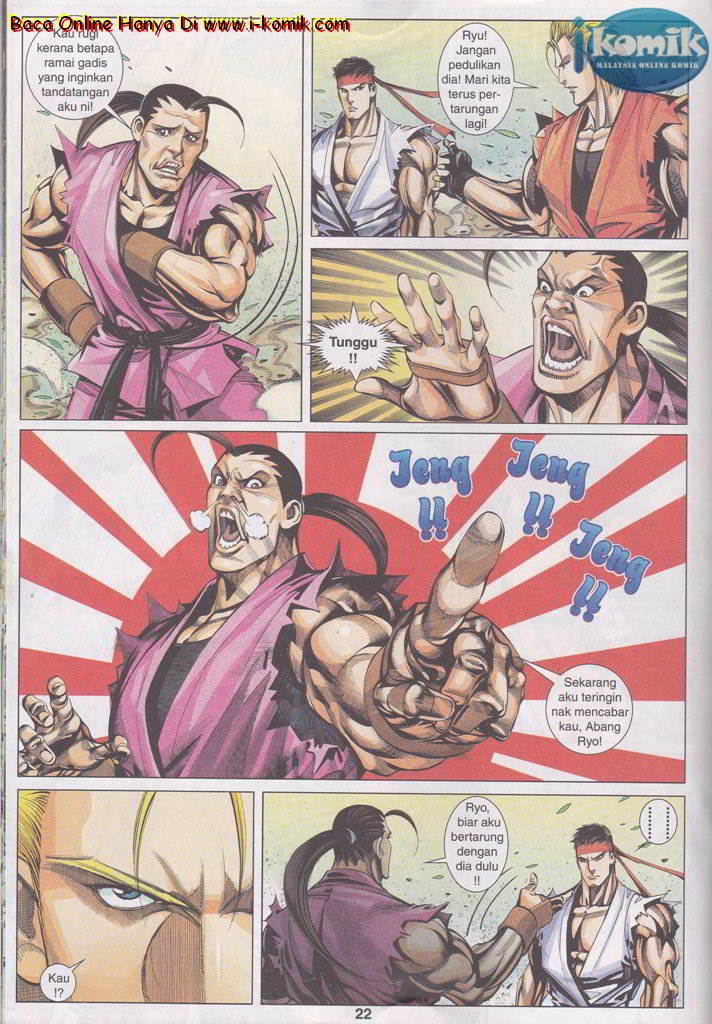 Baca Online Hanya Di www.i-komik.com
ikomik
MALAYSIA ONLINE KOMIK
Kau rugi
kerana betapa
ramai gadis
yang inginkan
tandatangan
aku ni!
Ryu!
Jangan
pedulikan
dia! Mari kita
terus per-
tarungan
lagi!
Tunggu
!!
Jeng
!!
Jeng
!!
Jeng
!!
Sekarang
aku teringin
nak mencabar
kau, Abang
Ryo!
Kau
!?
Ryo,
biar aku
bertarung
dengan
dia dulu
!!
......
22